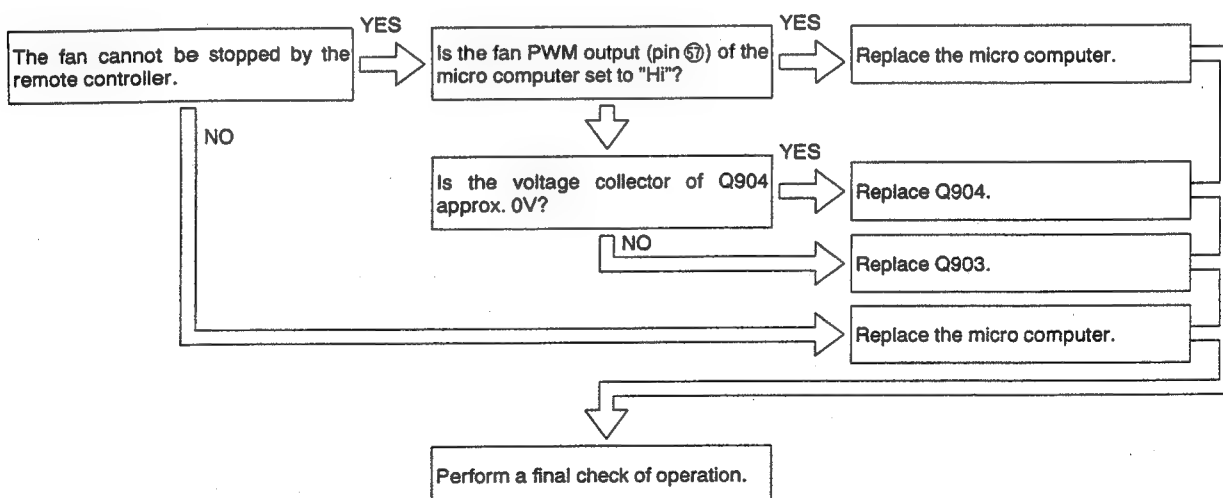 YES
YES
The fan cannot be stopped by the
remote controller.
Is the fan PWM output (pin 57) of the
micro computer set to "Hi"?
Replace the micro computer.
NO
YES
Is the voltage collector of Q904
approx. 0V?
Replace Q904.
NO
Replace Q903.
Replace the micro computer.
Perform a final check of operation.